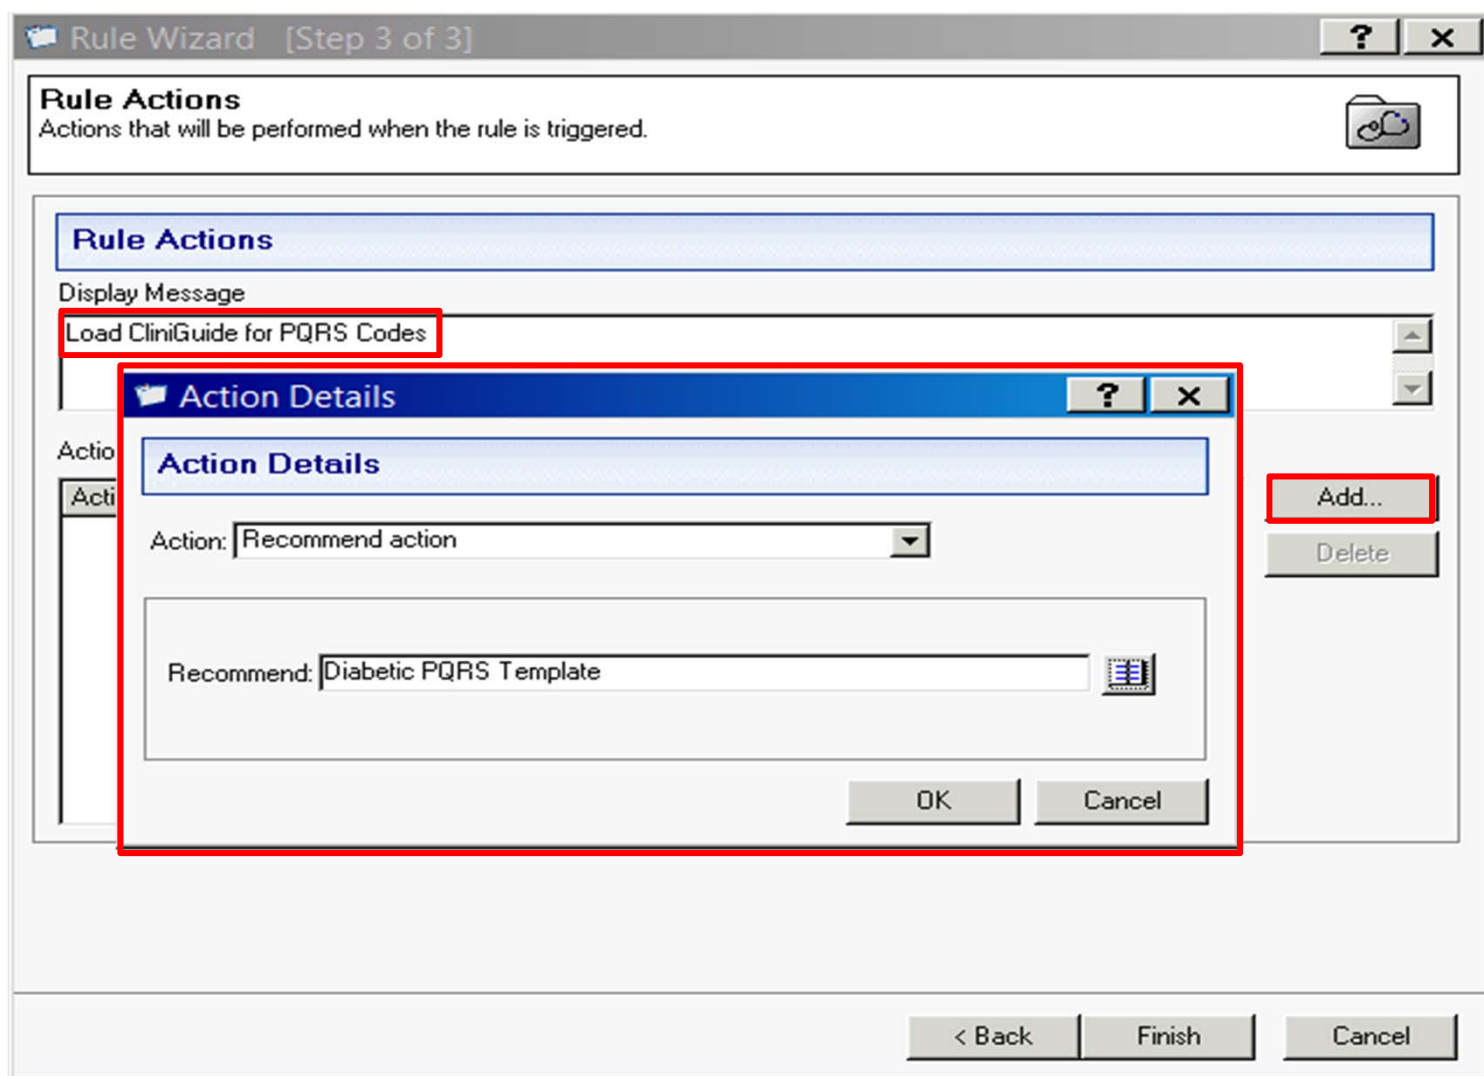 Rule Wizard [Step 3 of 3]
? x
Rule Actions
Actions that will be performed when the rule is triggered.
Rule Actions
Display Message
Load CliniGuide for PQRS Codes
Action Details
? x
Actio
Action Details
Acti
Add...
Action: Recommend action
Delete
Recommend: Diabetic PQRS Template
OK Cancel
< Back Finish Cancel